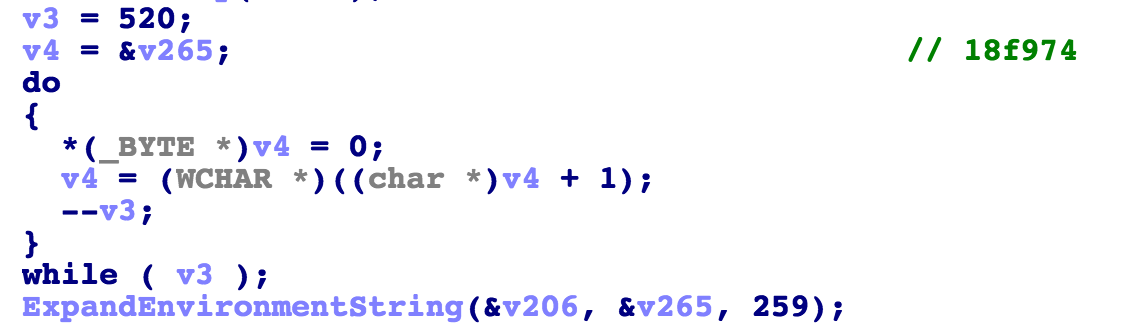 v3 = 520;
v4 = &v265; // 18f974
do
{
*(_BYTE *)v4 = 0;
v4 = (WCHAR *)((char *)v4 + 1);
--v3;
}
while ( v3 );
ExpandEnvironmentString(&v206, &v265, 259);